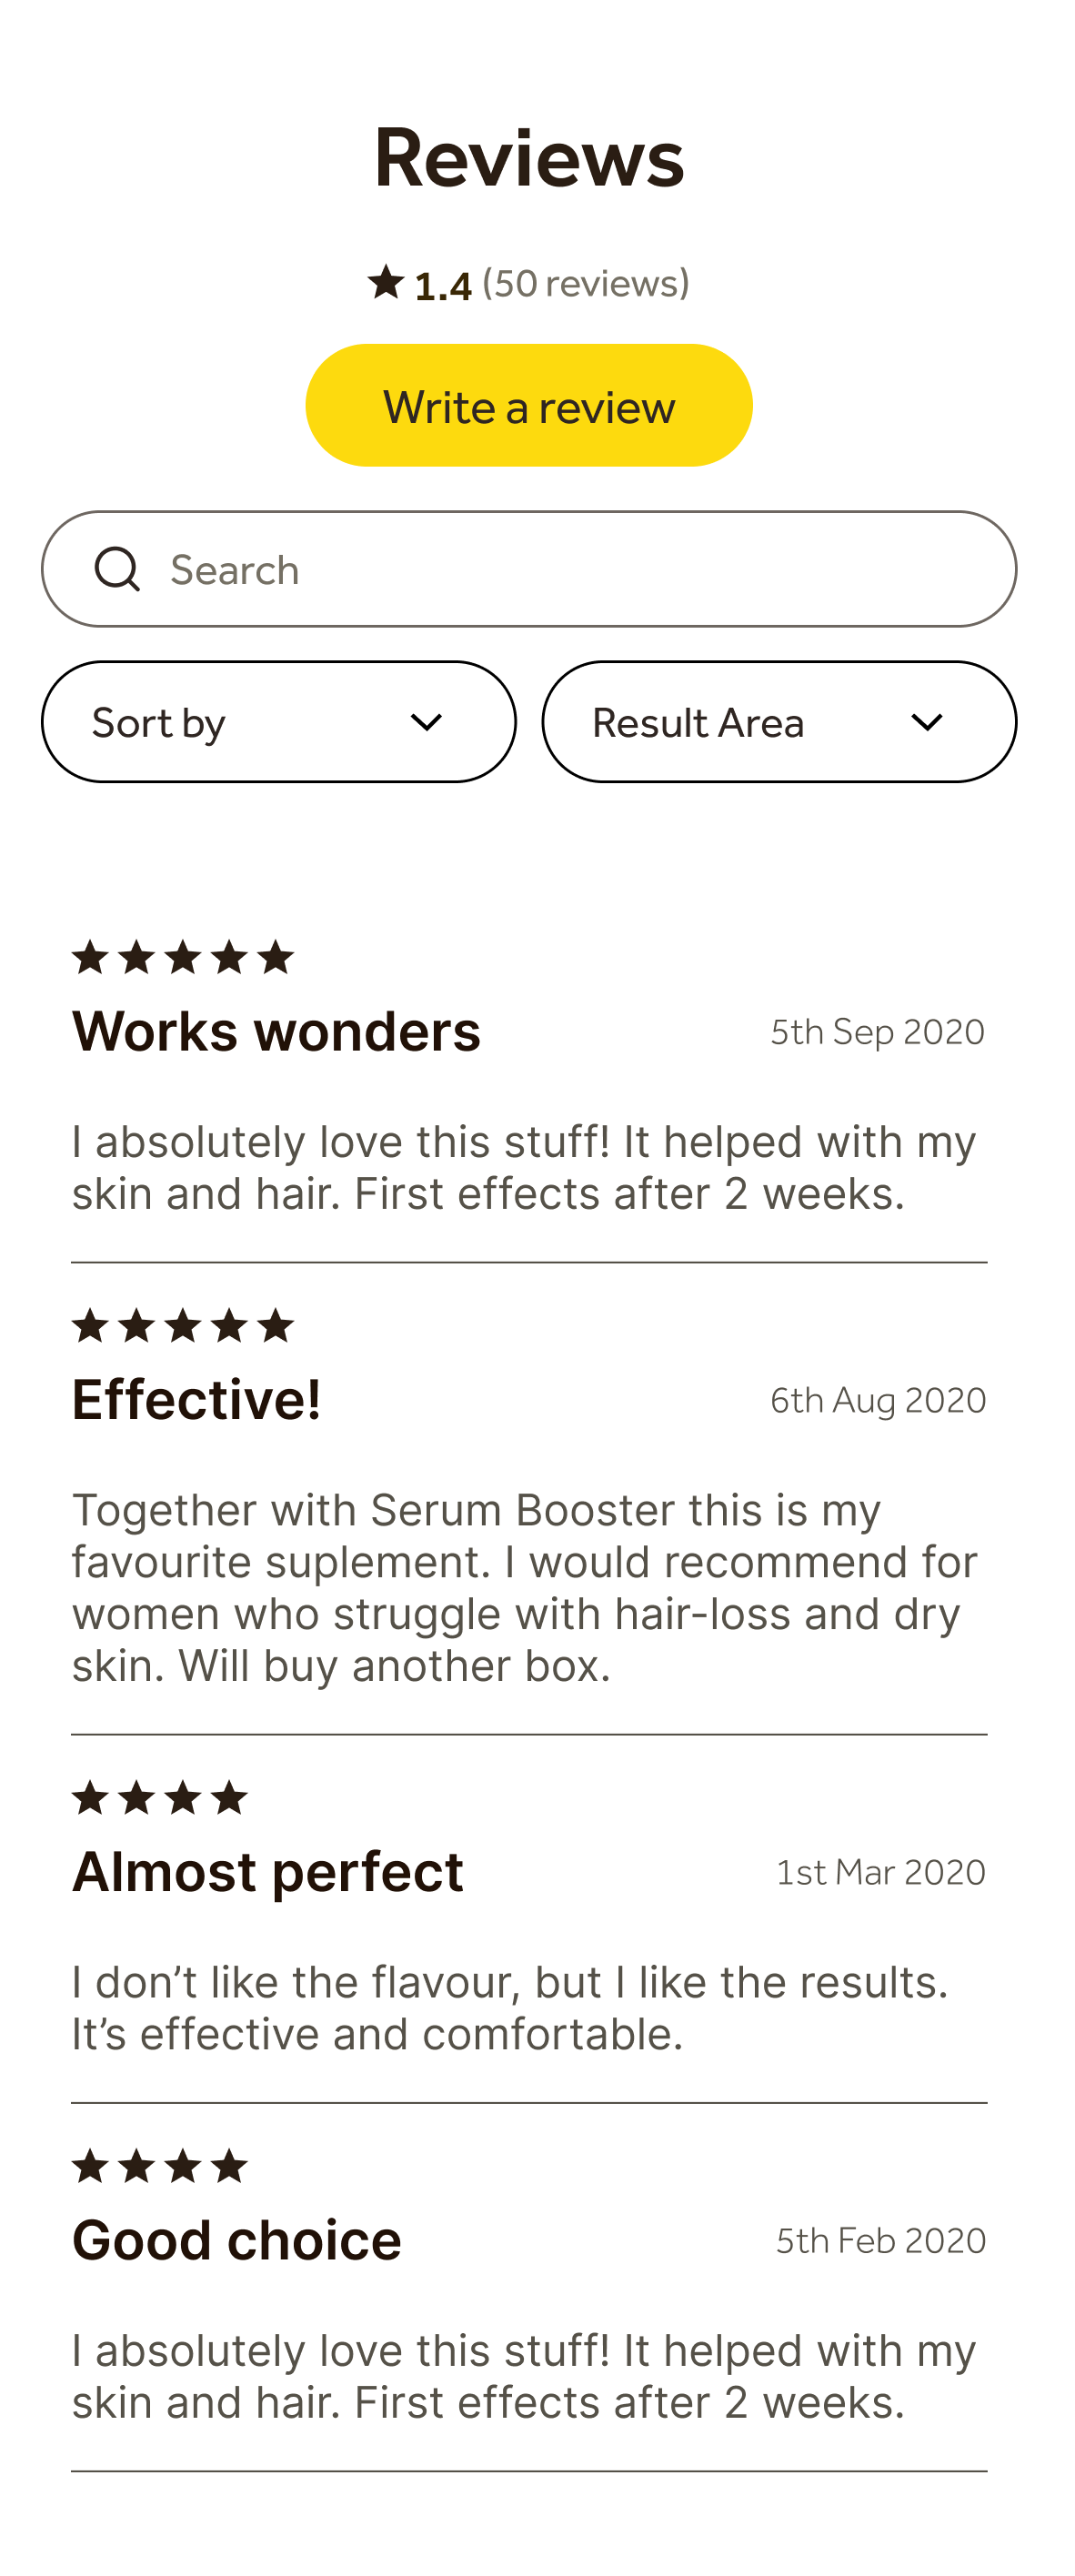 Reviews
1.4 (50 reviews)
Write a review
Search
Sort by
Result Area
Works wonders
5th Sep 2020
I absolutely love this stuff! It helped with my
skin and hair. First effects after 2 weeks.
Effective!
6th Aug 2020
Together with Serum Booster this is my
favourite suplement. I would recommend for
women who struggle with hair-loss and dry
skin. Will buy another box.
Almost perfect
1st Mar 2020
I don’t like the flavour, but I like the results.
It’s effective and comfortable.
Good choice
5th Feb 2020
I absolutely love this stuff! It helped with my
skin and hair. First effects after 2 weeks.